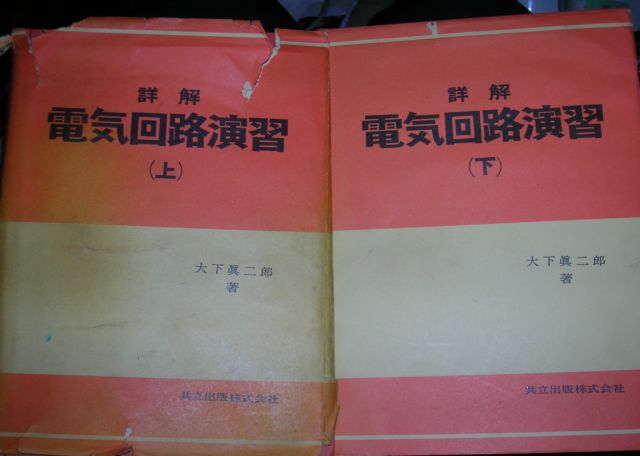 詳解
電気回路演習
(上)
大下眞二郎
著
共立出版株式会社
詳解
電気回路演習
(下)
大下眞二郎
著
共立出版株式会社